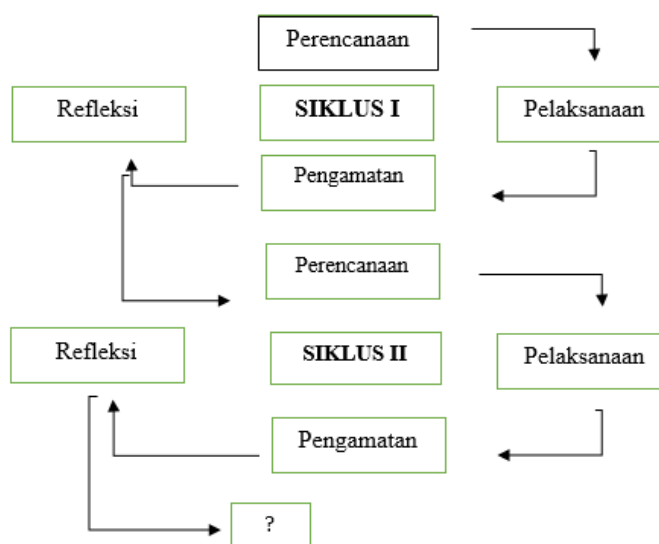 Perencanaan
Refleksi
SIKLUS I
Pelaksanaan
Pengamatan
Perencanaan
Refleksi
SIKLUS II
Pelaksanaan
Pengamatan
?